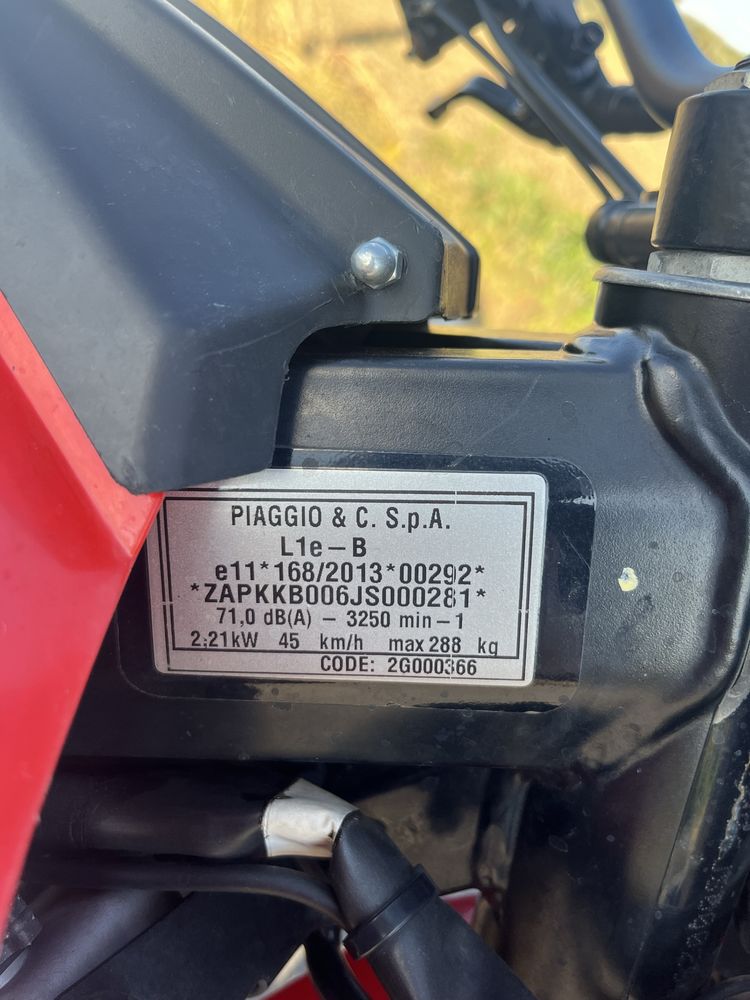 PIAGGIO & C. S.p.A.
L1e-B
e11*168/2013*00292*
*ZAPKKB006JS000281*
71,0 dB(A) - 3250 min-1
2,21kW 45 km/h max 288 kg
CODE: 2G000366